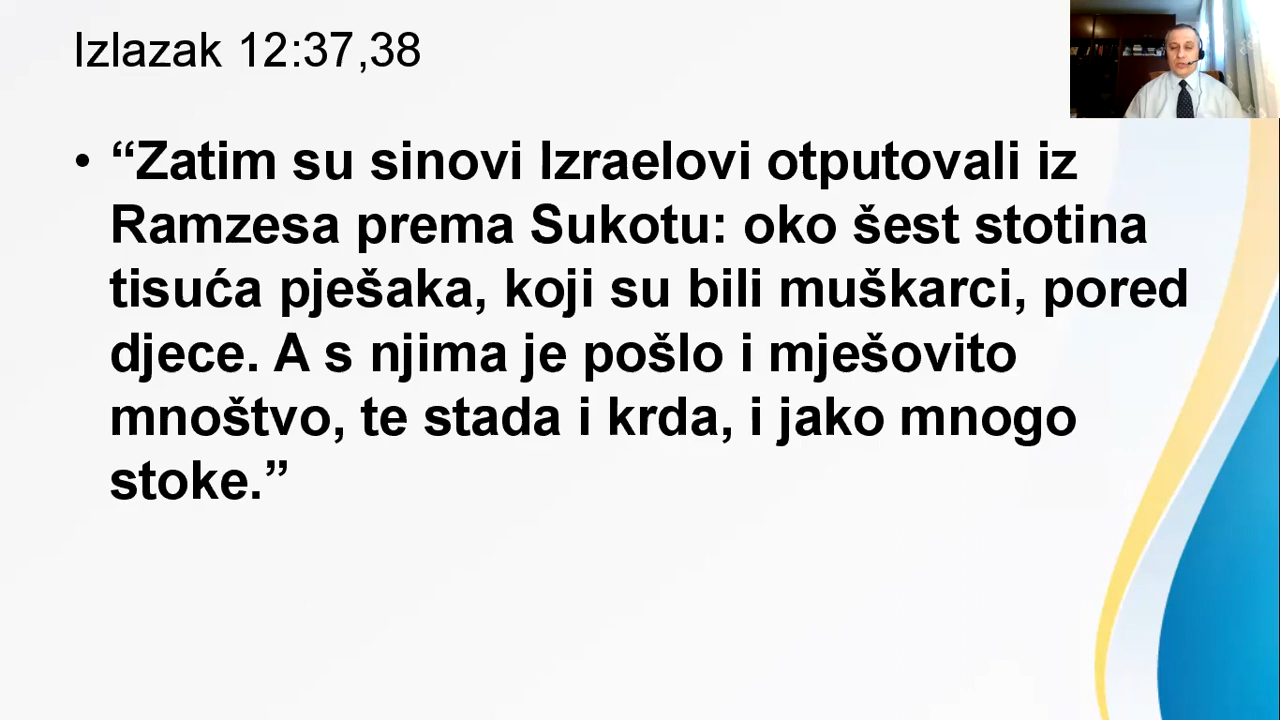 Izlazak 12:37,38
• “Zatim su sinovi Izraelovi otputovali iz
Ramzesa prema Sukotu: oko šest stotina
tisuća pješaka, koji su bili muškarci, pored
djece. A s njima je pošlo i mješovito
mnoštvo, te stada i krda, i jako mnogo
stoke.”